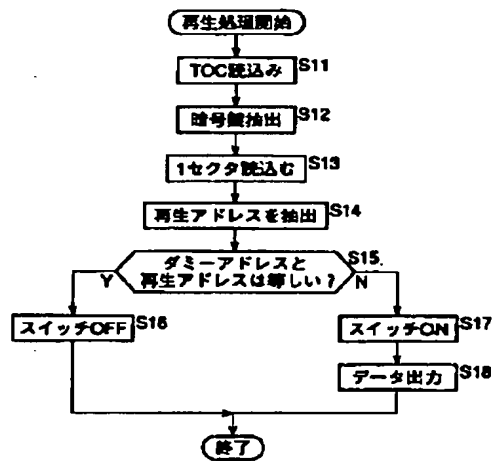 再生処理開始
TOC読込み S11
暗号鍵抽出 S12
1セクタ読込む S13
再生アドレスを抽出 S14
ダミーアドレスと S15
再生アドレスは等しい?
Y
N
スイッチOFF S16
スイッチON S17
データ出力 S18
終了